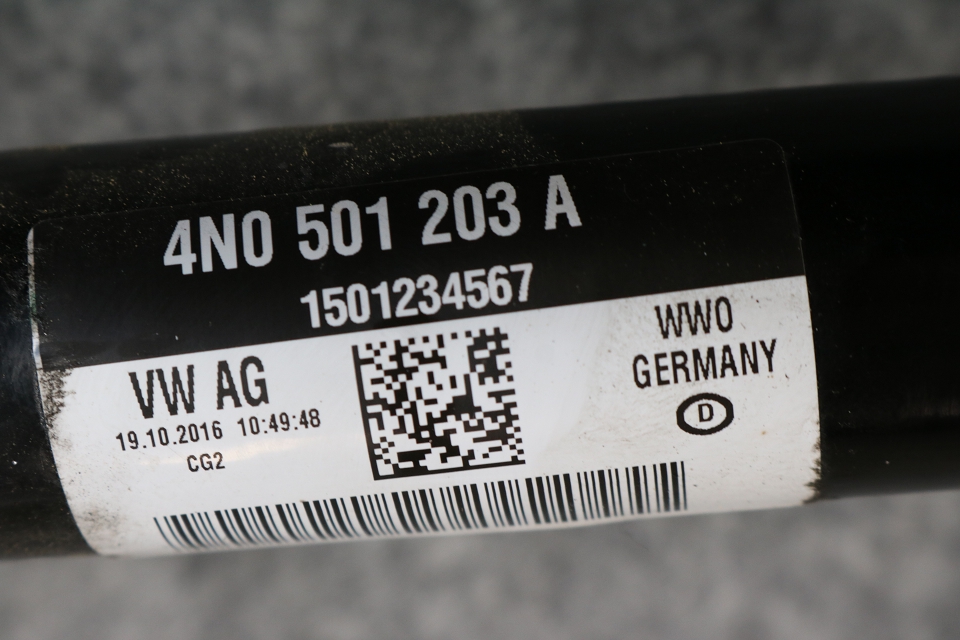 4N0 501 203 A
1501234567
VW AG
19.10.2016 10:49:48
CG2
WWO
GERMANY
D